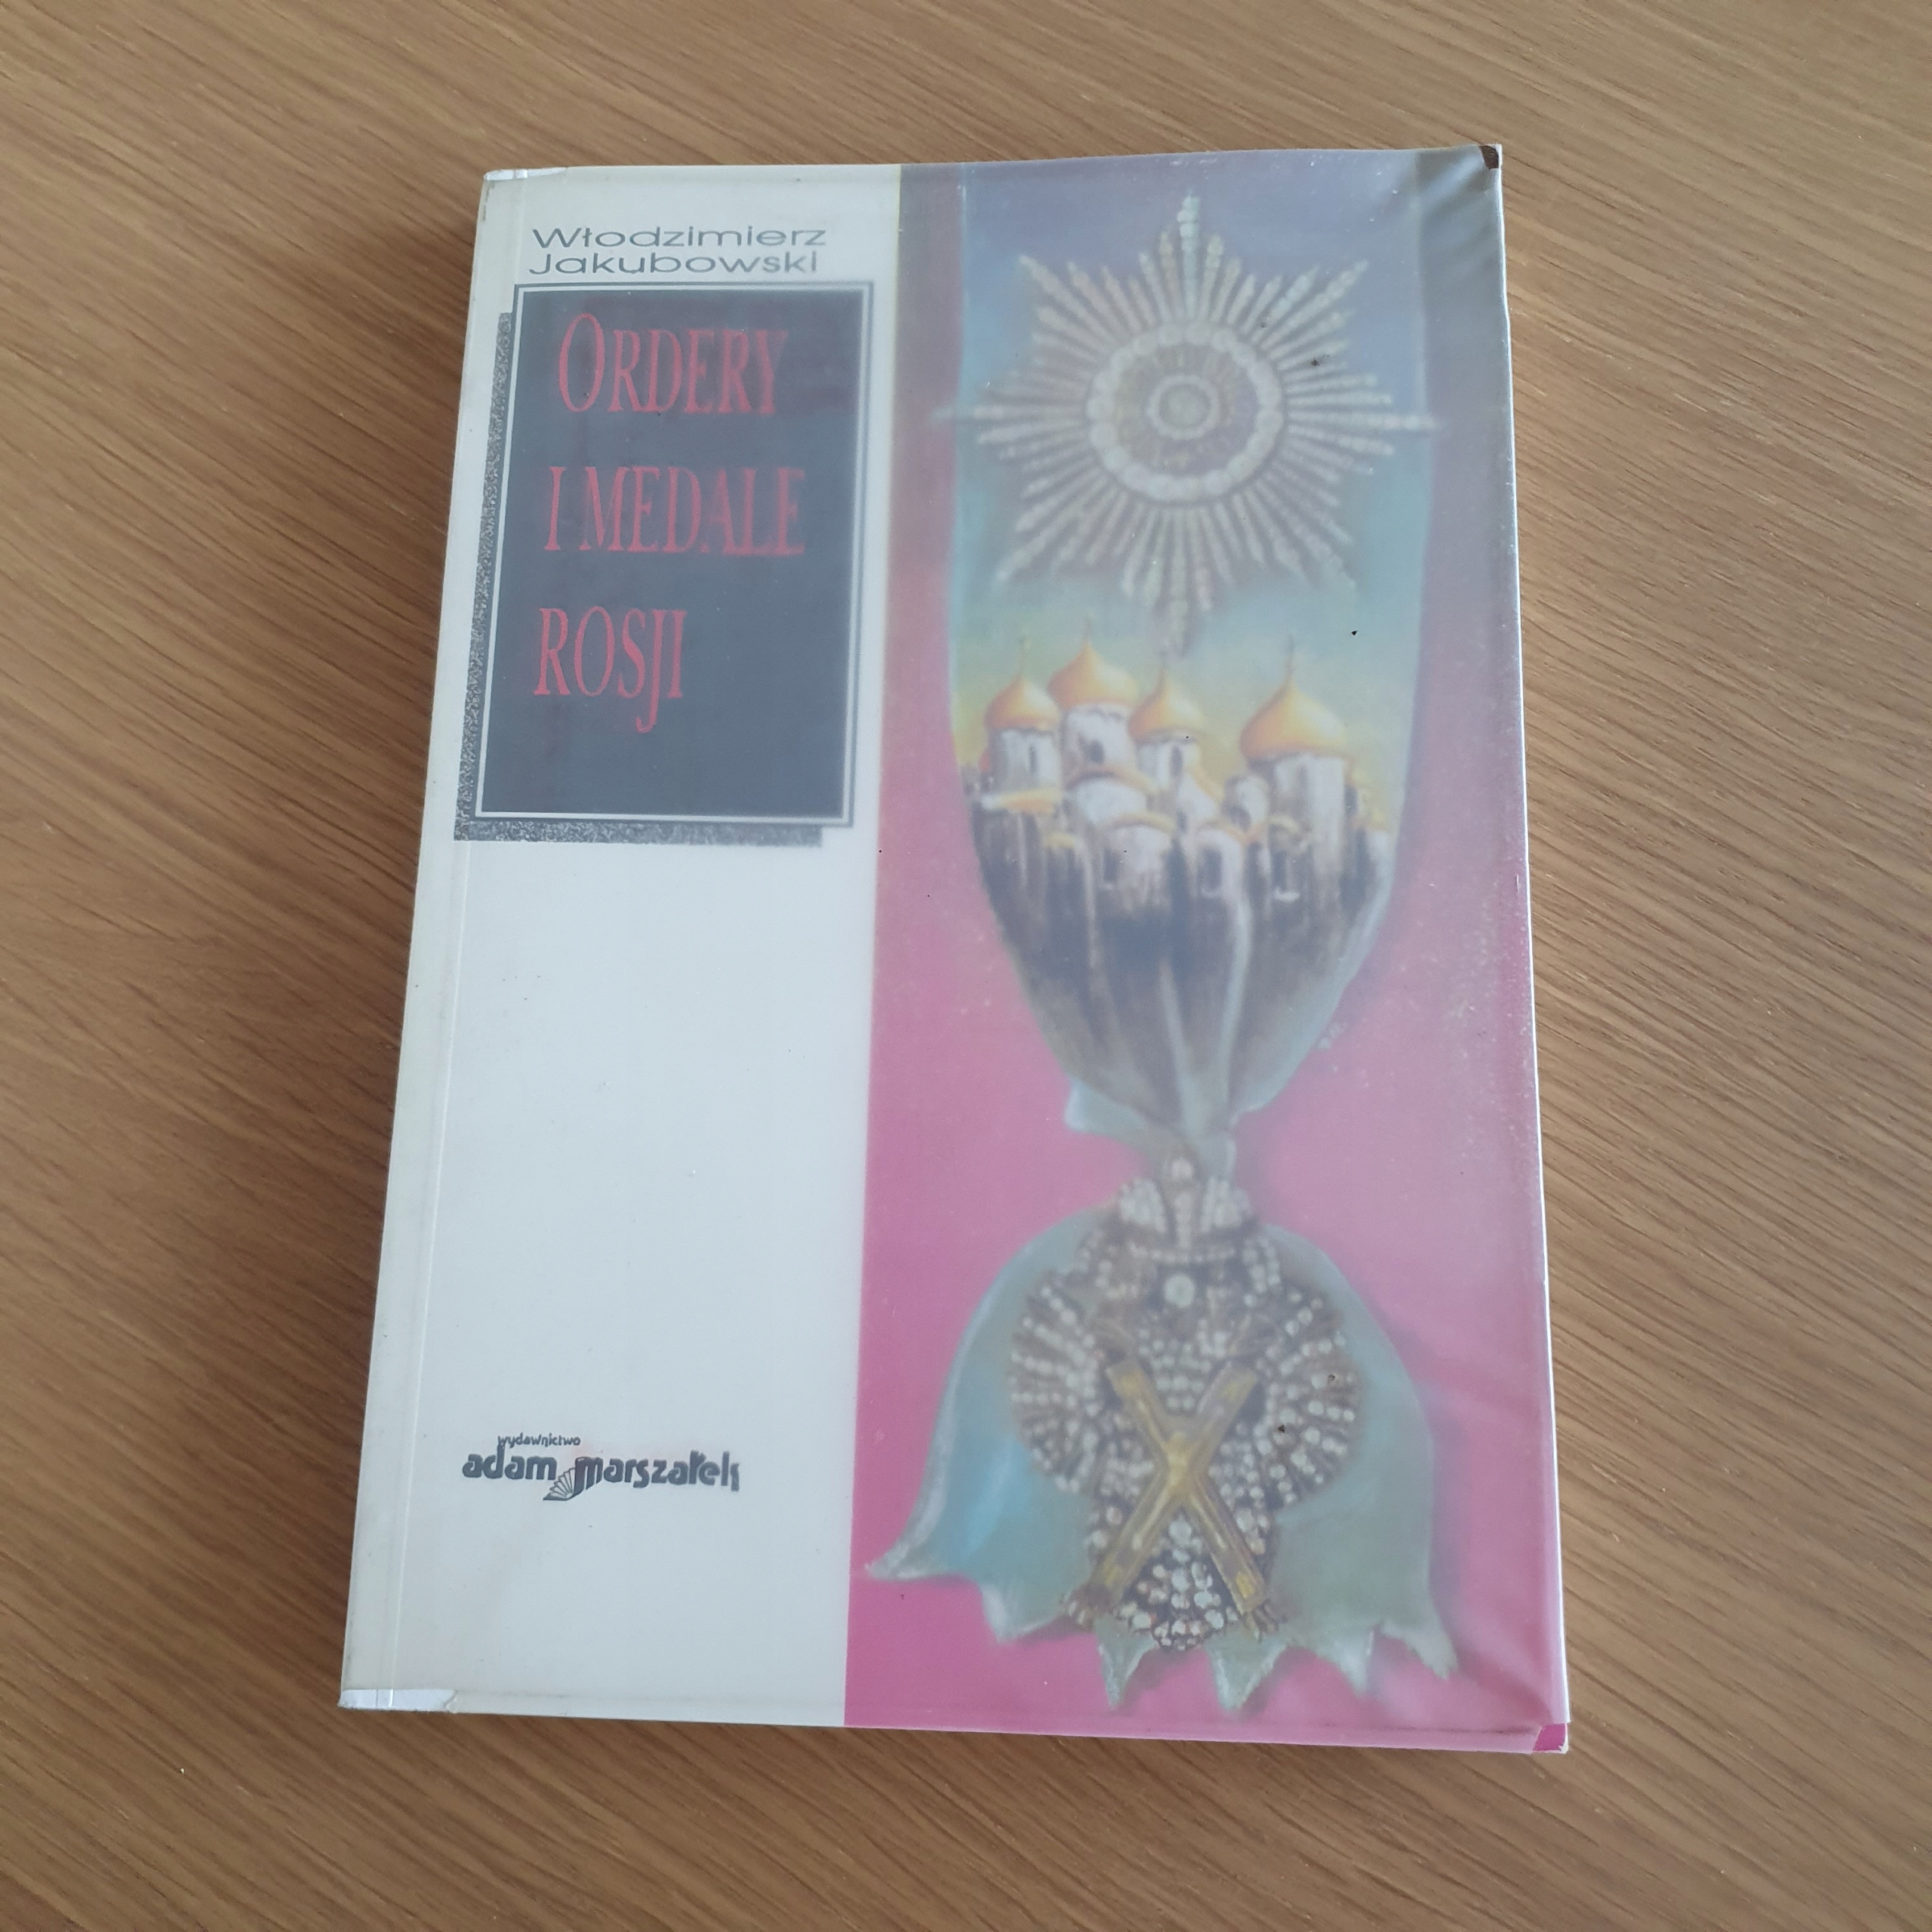 Włodzimierz
Jakubowski
ORDERY
I MEDALE
ROSJI
wydawnictwo
adam marszałek